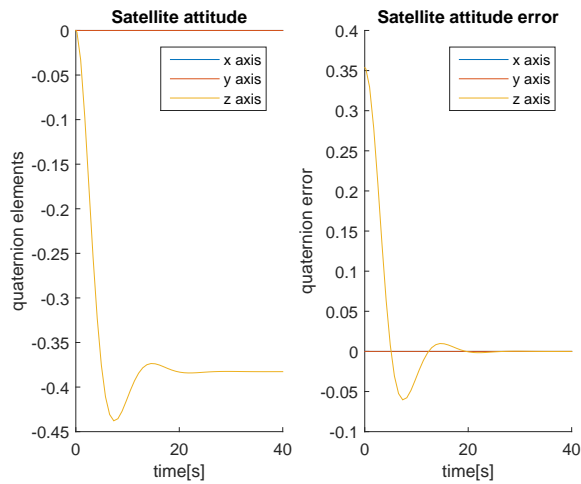 Satellite attitude
x axis
y axis
z axis
quaternion elements
0
-0.05
-0.1
-0.15
-0.2
-0.25
-0.3
-0.35
-0.4
-0.45
0
20
40
time[s]
Satellite attitude error
x axis
y axis
z axis
quaternion error
0.4
0.35
0.3
0.25
0.2
0.15
0.1
0.05
0
-0.05
-0.1
0
20
40
time[s]